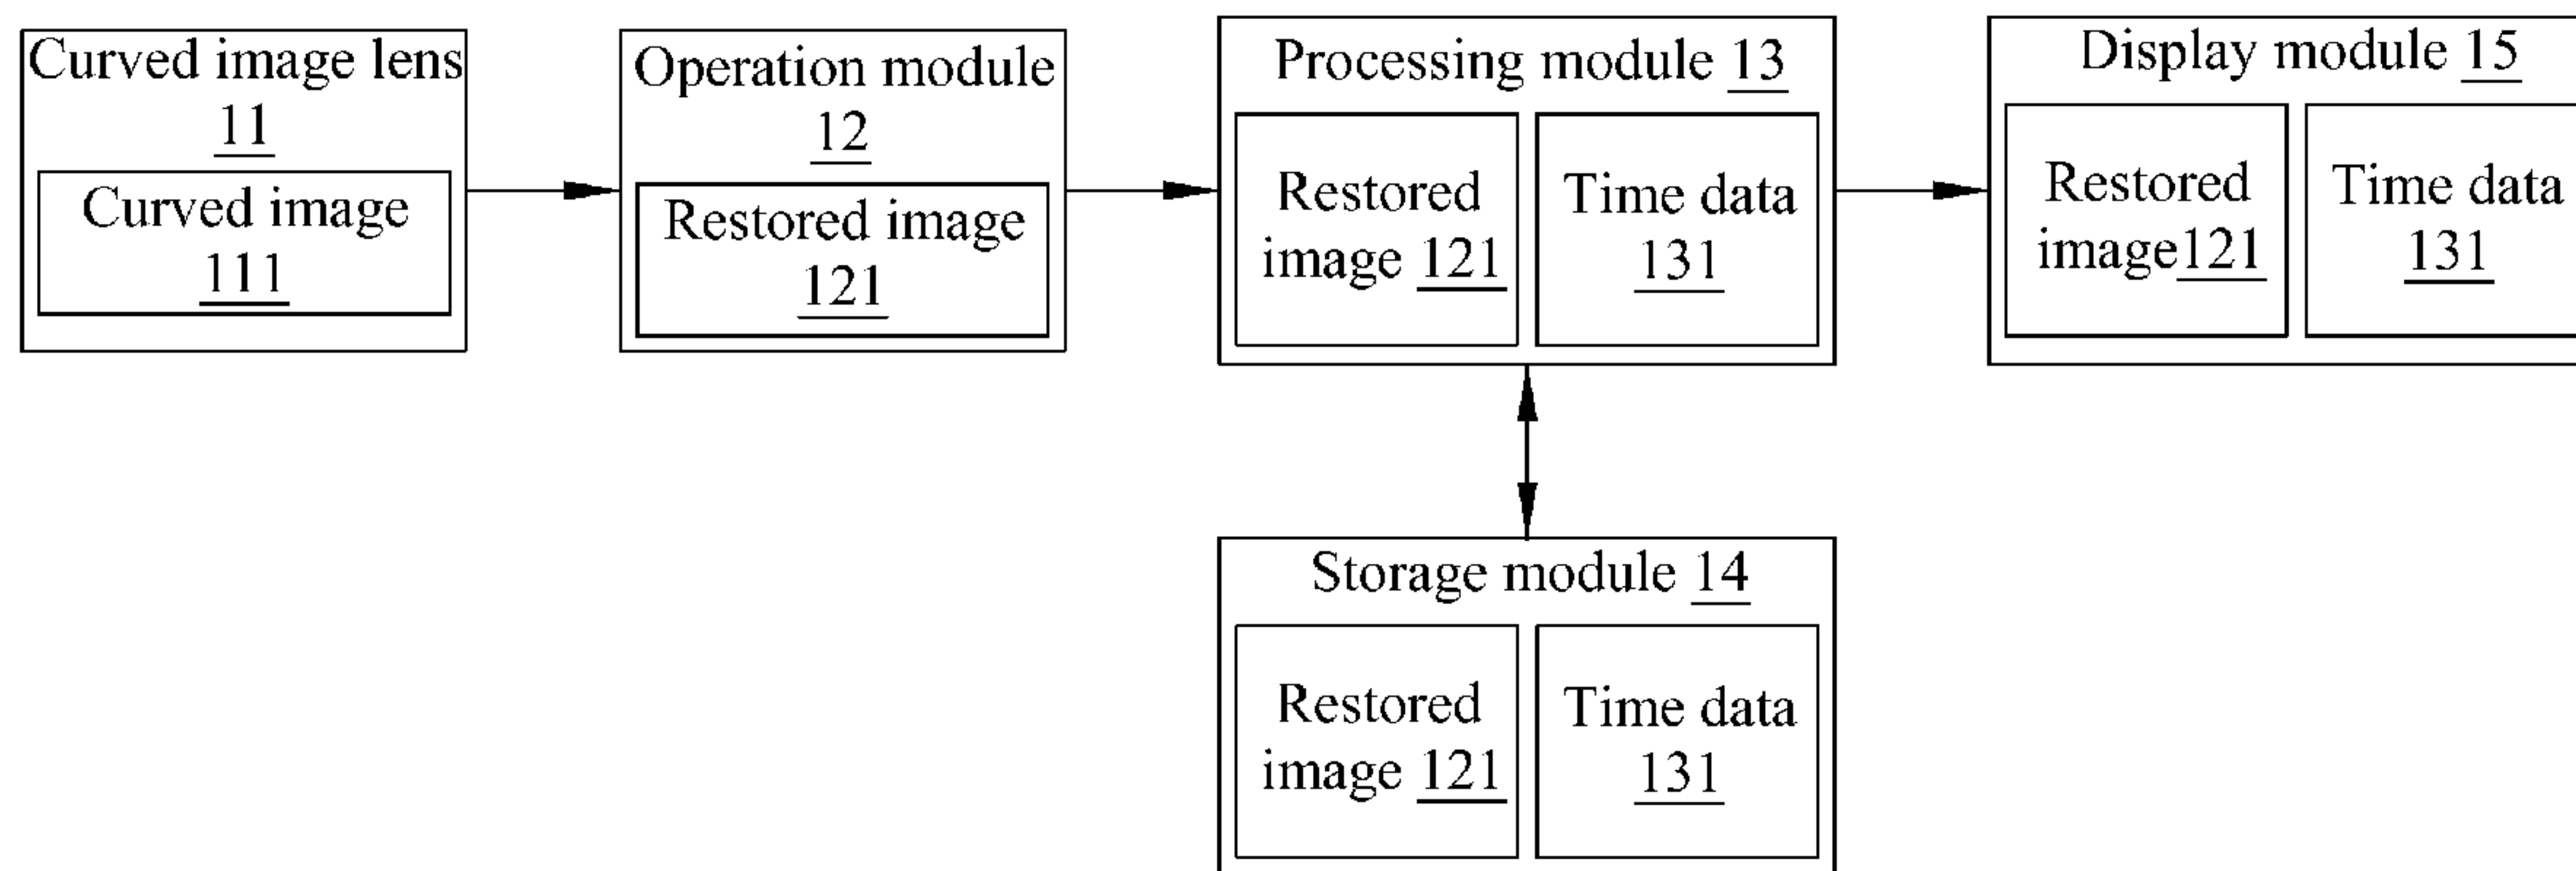 Curved image lens
11
Curved image
111
Operation module
12
Restored image
121
Processing module 13
Restored
image 121
Time data
131
Display module 15
Restored
image121
Time data
131
Storage module 14
Restored
image 121
Time data
131